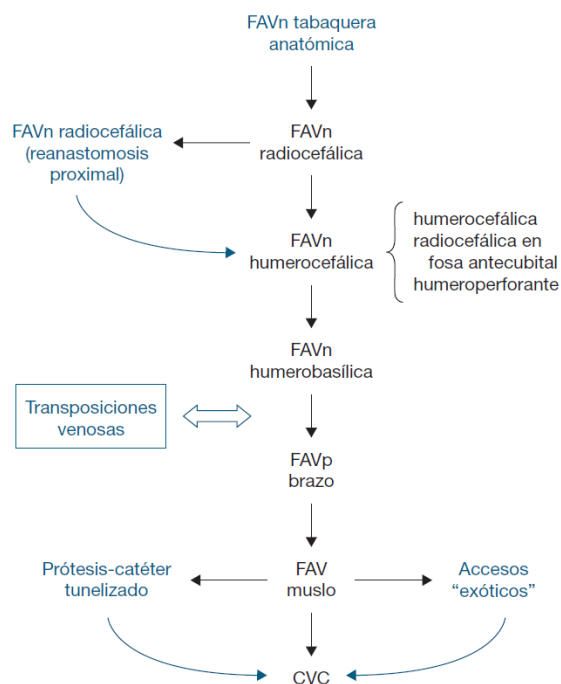 FAVn tabaquera
anatómica
FAVn radiocefálica
(reanastomosis
proximal)
FAVn
radiocefálica
FAVn
humerocefálica
humerocefálica
radiocefálica en
fosa antecubital
humeroperforante
FAVn
humerobasílica
Transposiciones
venosas
FAVp
brazo
Prótesis-catéter
tunelizado
FAV
muslo
Accesos
“exóticos”
CVC